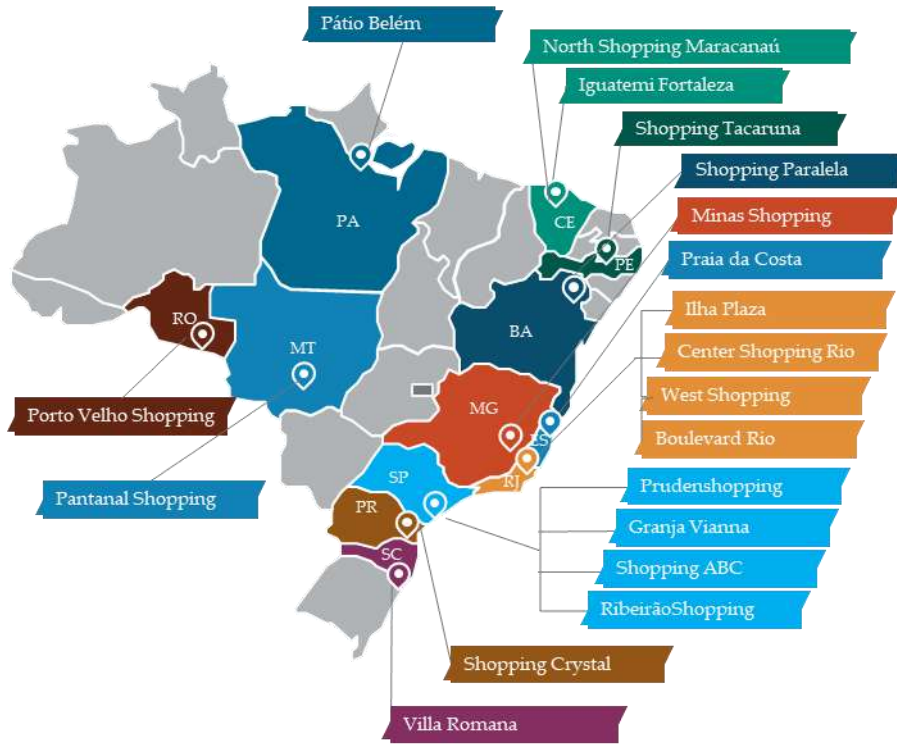 Pátio Belém
North Shopping Maracanaú
Iguatemi Fortaleza
Shopping Tacaruna
Shopping Paralela
Minas Shopping
Praia da Costa
Ilha Plaza
Center Shopping Rio
West Shopping
Boulevard Rio
Prudenshopping
Granja Vianna
Shopping ABC
RibeirãoShopping
Shopping Crystal
Villa Romana
Porto Velho Shopping
Pantanal Shopping
PA
CE
PE
RO
MT
BA
MG
ES
SP
RJ
PR
SC